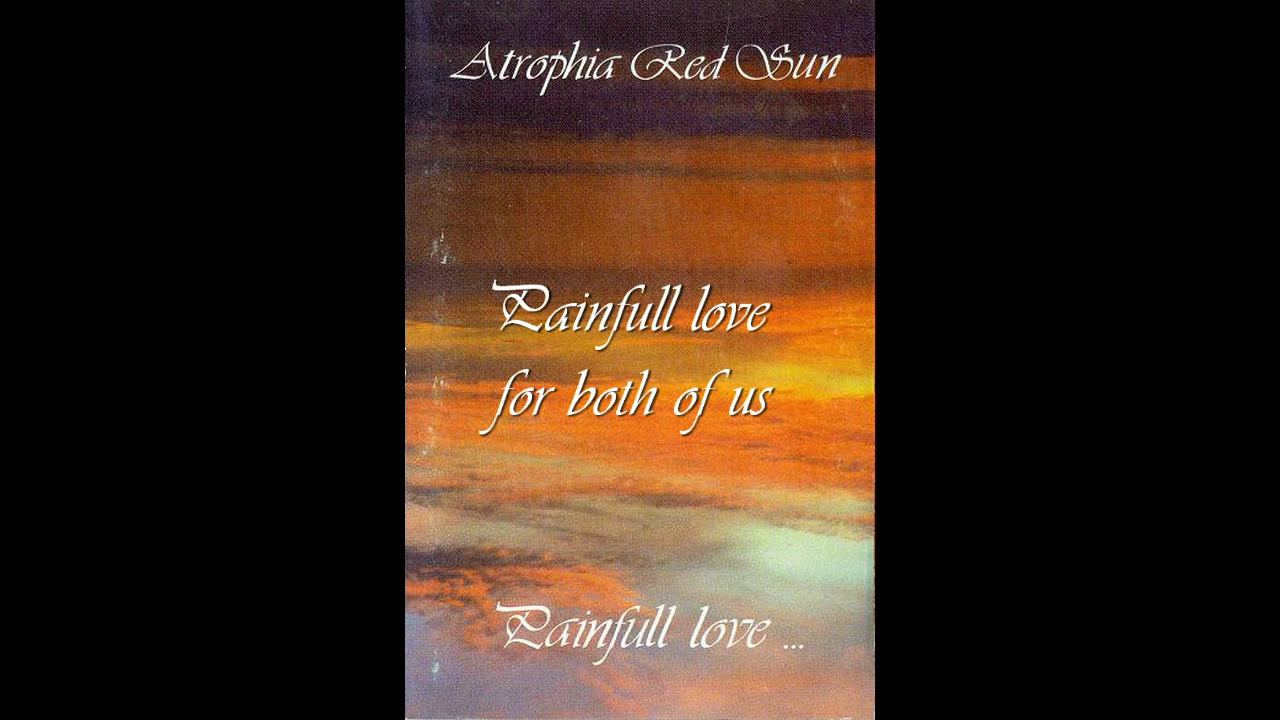 Atrophia Red Sun
Painfull love
for both of us
Painfull love ...